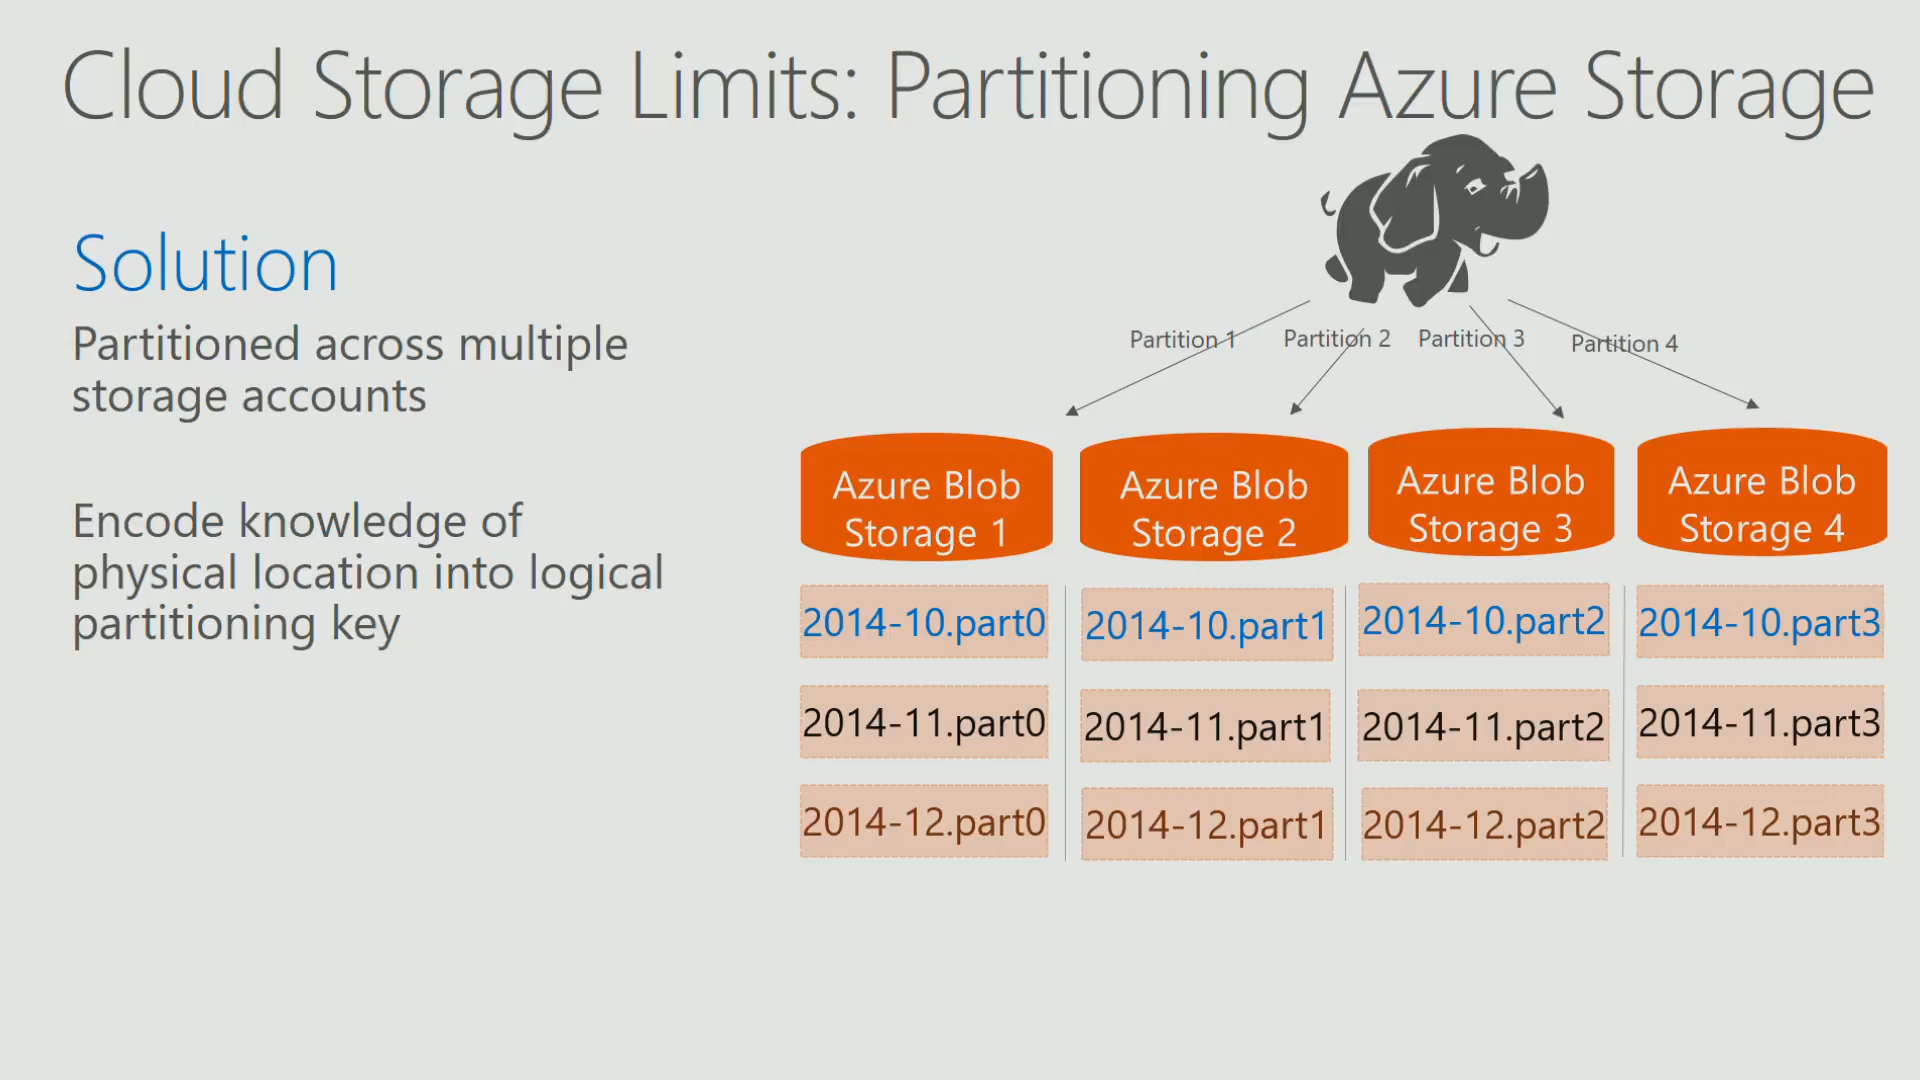 Cloud Storage Limits: Partitioning Azure Storage
Solution
Partitioned across multiple
storage accounts
Encode knowledge of
physical location into logical
partitioning key
Partition 1
Partition 2
Partition 3
Partition 4
Azure Blob
Storage 1
Azure Blob
Storage 2
Azure Blob
Storage 3
Azure Blob
Storage 4
2014-10.part0
2014-10.part1
2014-10.part2
2014-10.part3
2014-11.part0
2014-11.part1
2014-11.part2
2014-11.part3
2014-12.part0
2014-12.part1
2014-12.part2
2014-12.part3